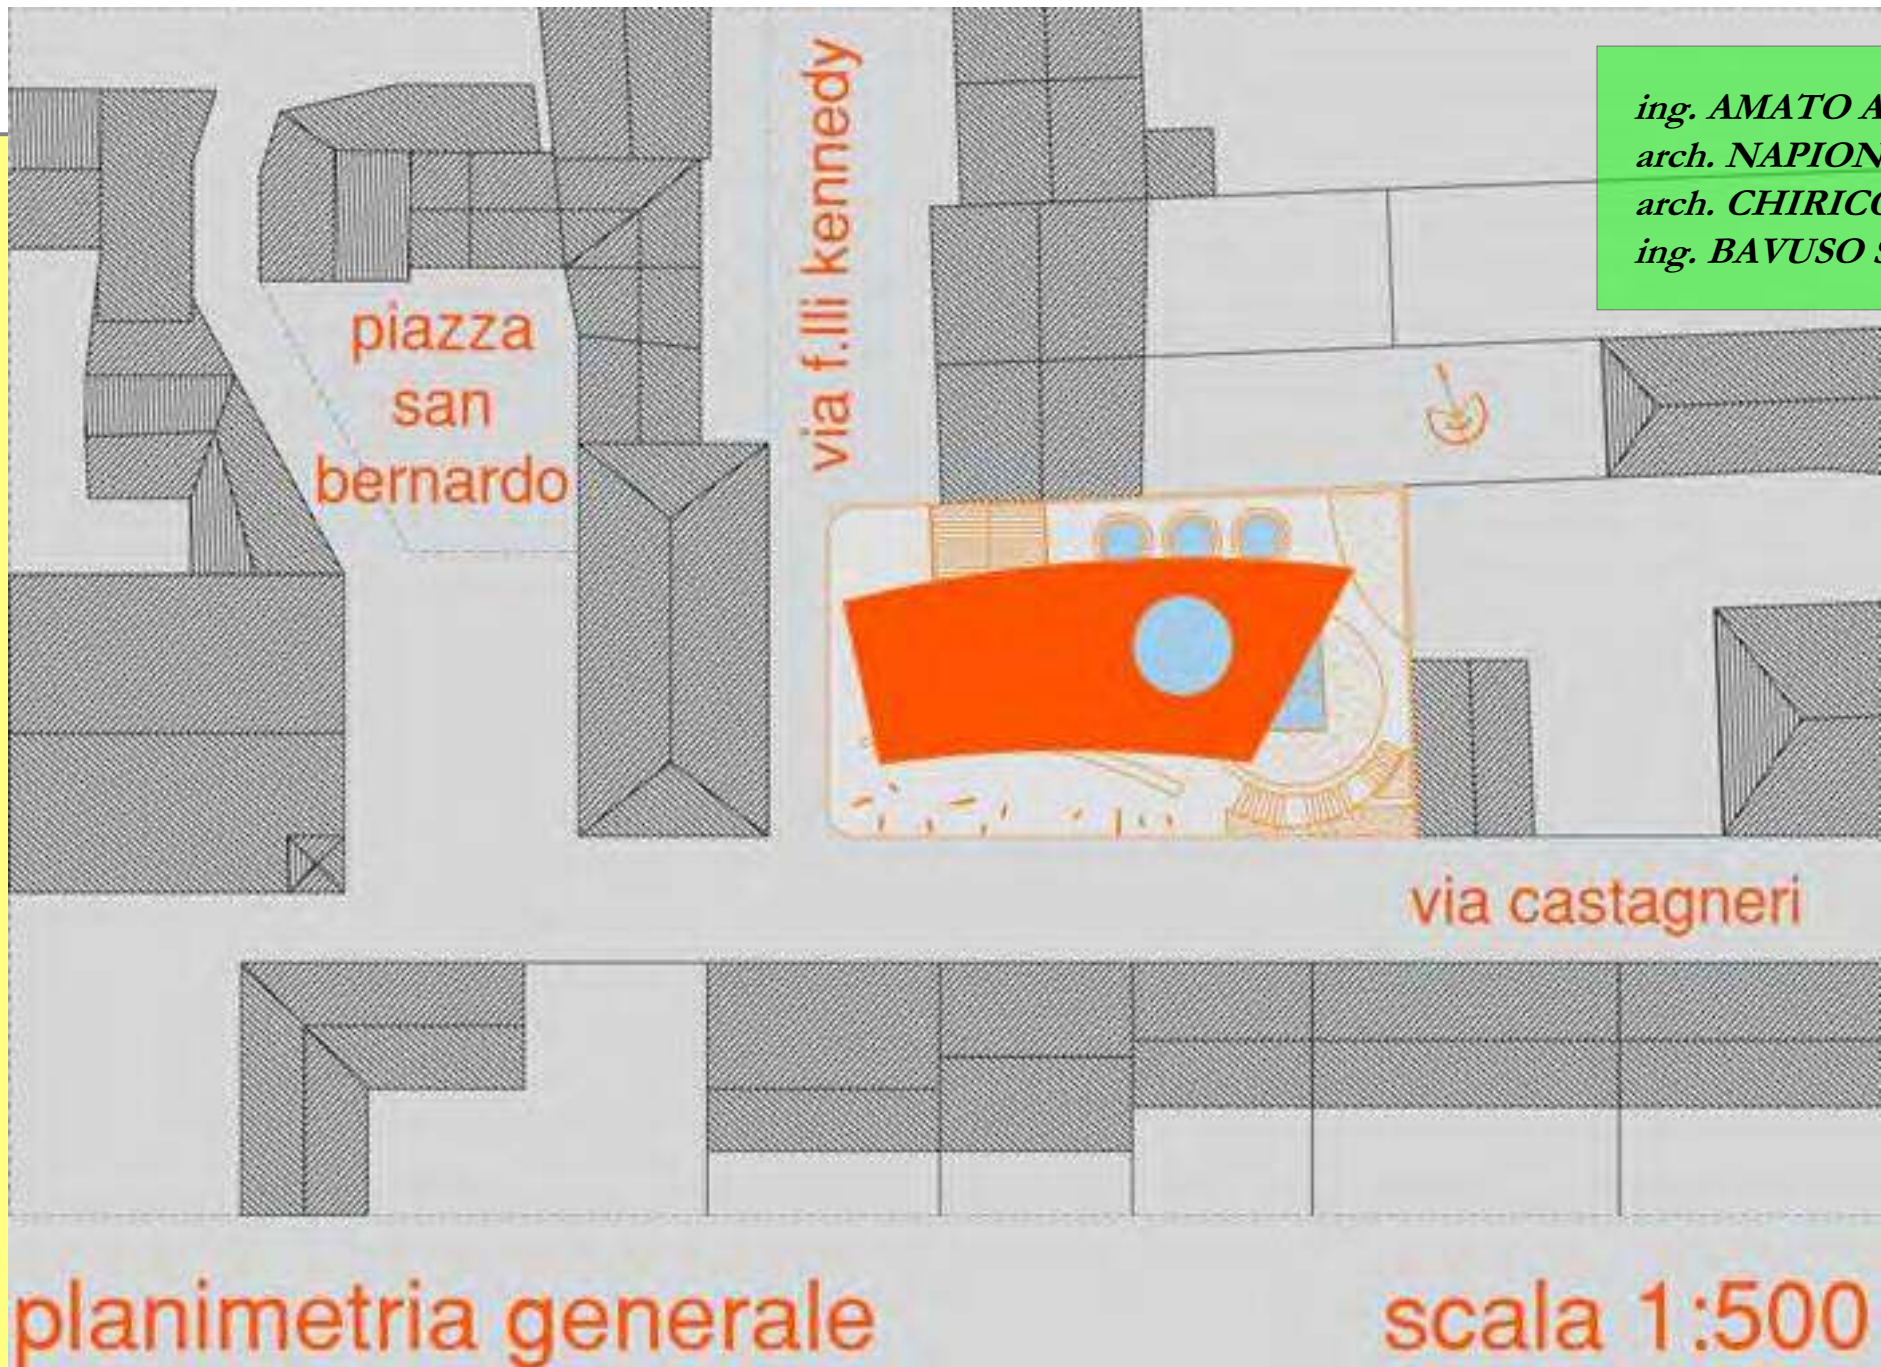 ing. AMATO A
arch. NAPION
arch. CHIRICO
ing. BAVUSO S
via f.lli kennedy
piazza
san
bernardo
via castagneri
planimetria generale
scala 1:500